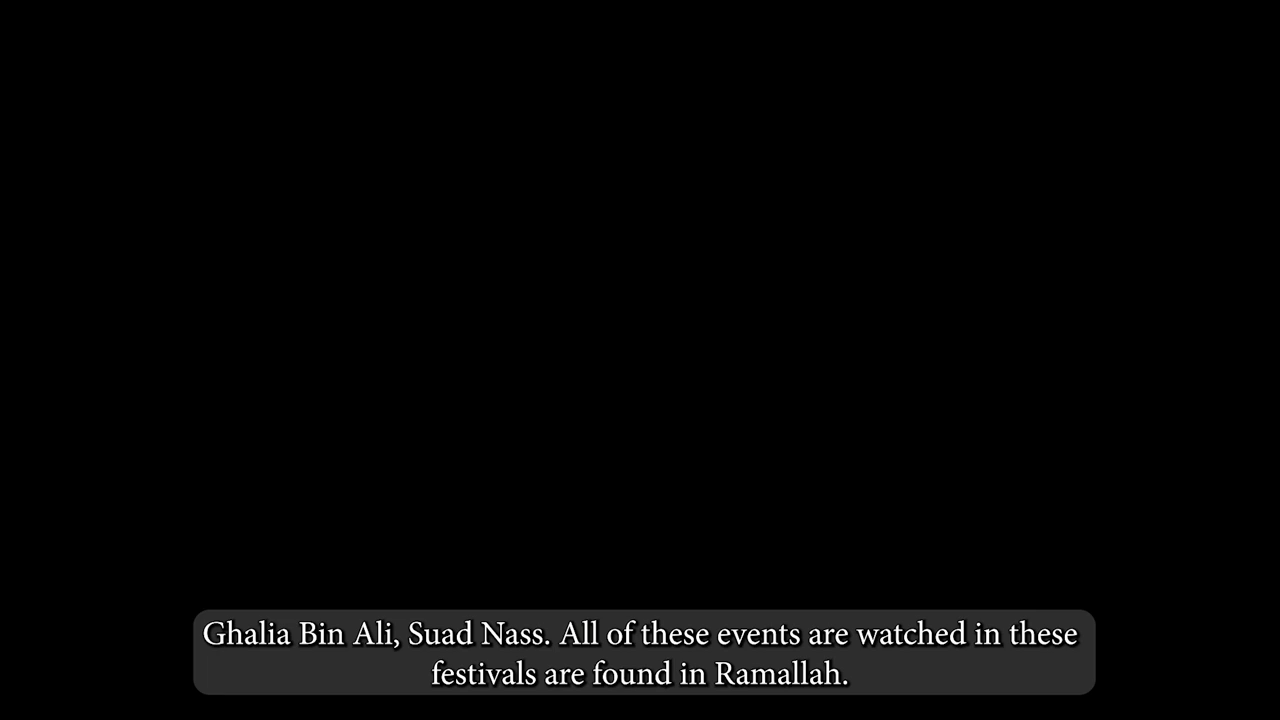 Ghalia Bin Ali, Suad Nass. All of these events are watched in these
festivals are found in Ramallah.